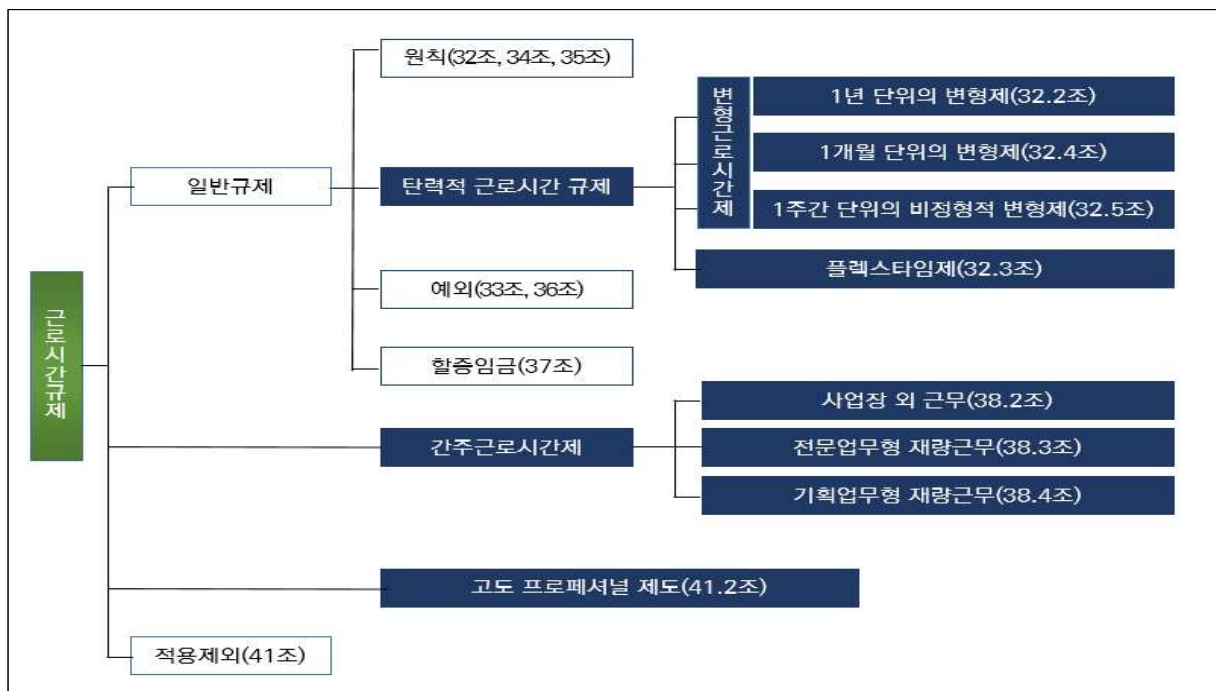 근로시간규제
일반규제
원칙(32조, 34조, 35조)
탄력적 근로시간 규제
변형근로시간제
1년 단위의 변형제(32.2조)
1개월 단위의 변형제(32.4조)
1주간 단위의 비정형적 변형제(32.5조)
플렉스타임제(32.3조)
예외(33조, 36조)
할증임금(37조)
간주근로시간제
사업장 외 근무(38.2조)
전문업무형 재량근무(38.3조)
기획업무형 재량근무(38.4조)
고도 프로페셔널 제도(41.2조)
적용제외(41조)